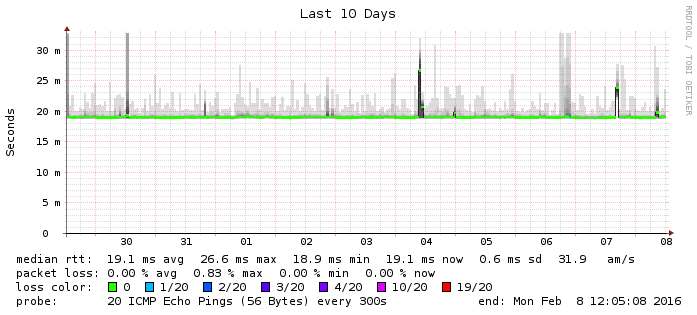 Last 10 Days
RRDTOOL / TOBI OETIKER
Seconds
30 m
25 m
20 m
15 m
10 m
5 m
0
30 31 01 02 03 04 05 06 07 08
median rtt: 19.1 ms avg 26.6 ms max 18.9 ms min 19.1 ms now 0.6 ms sd 31.9 am/s
packet loss: 0.00 % avg 0.83 % max 0.00 % min 0.00 % now
loss color: 0 1/20 2/20 3/20 4/20 10/20 19/20
probe: 20 ICMP Echo Pings (56 Bytes) every 300s end: Mon Feb 8 12:05:08 2016